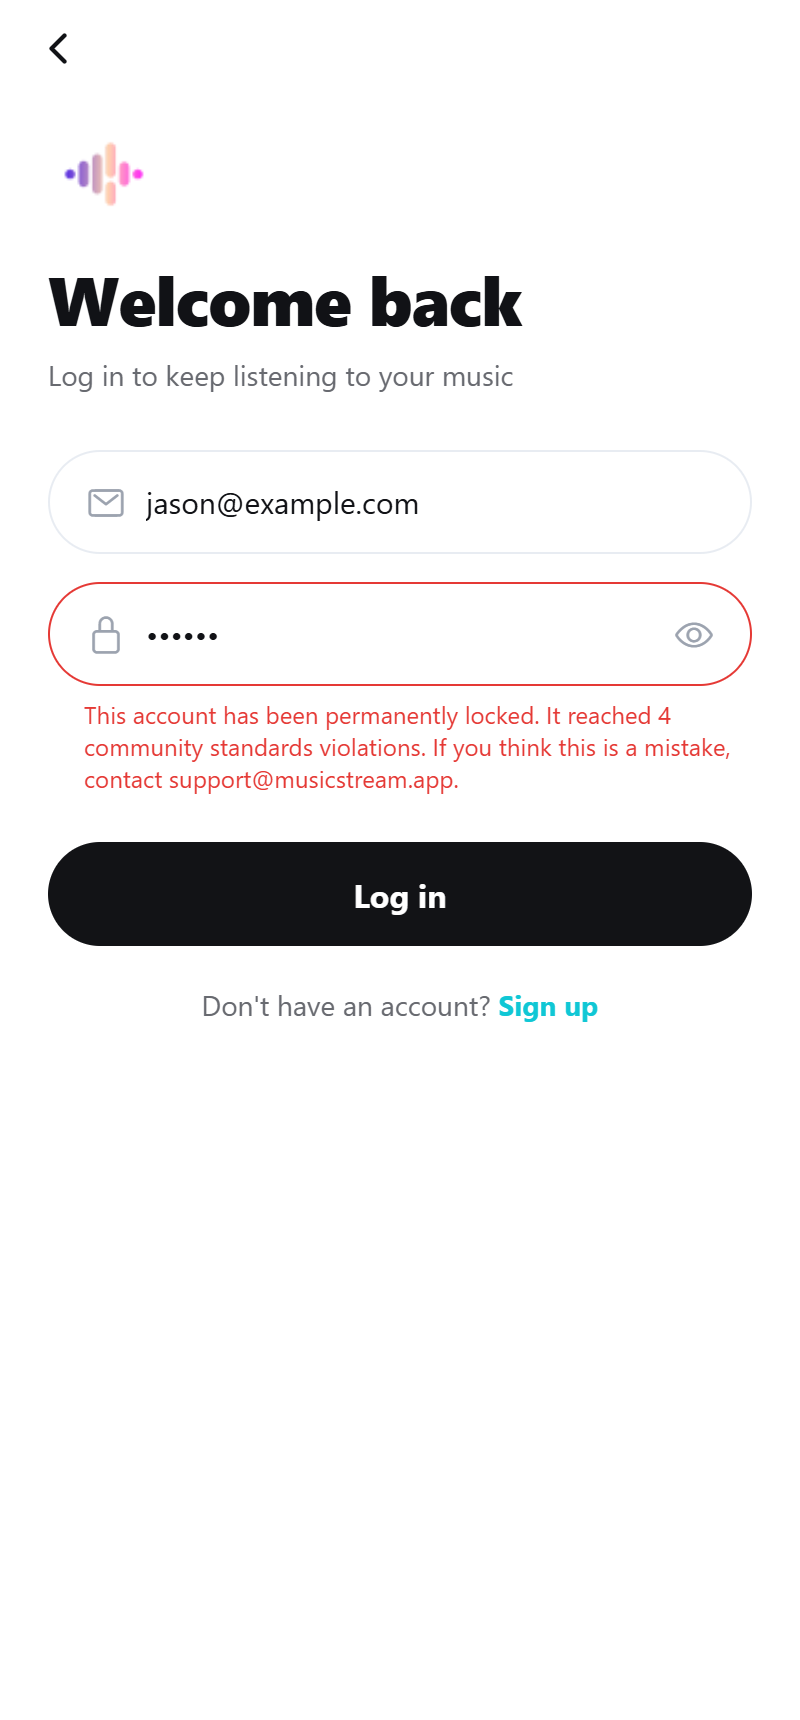 Welcome back
Log in to keep listening to your music
jason@example.com
••••••
This account has been permanently locked. It reached 4
community standards violations. If you think this is a mistake,
contact support@musicstream.app.
Log in
Don't have an account? Sign up